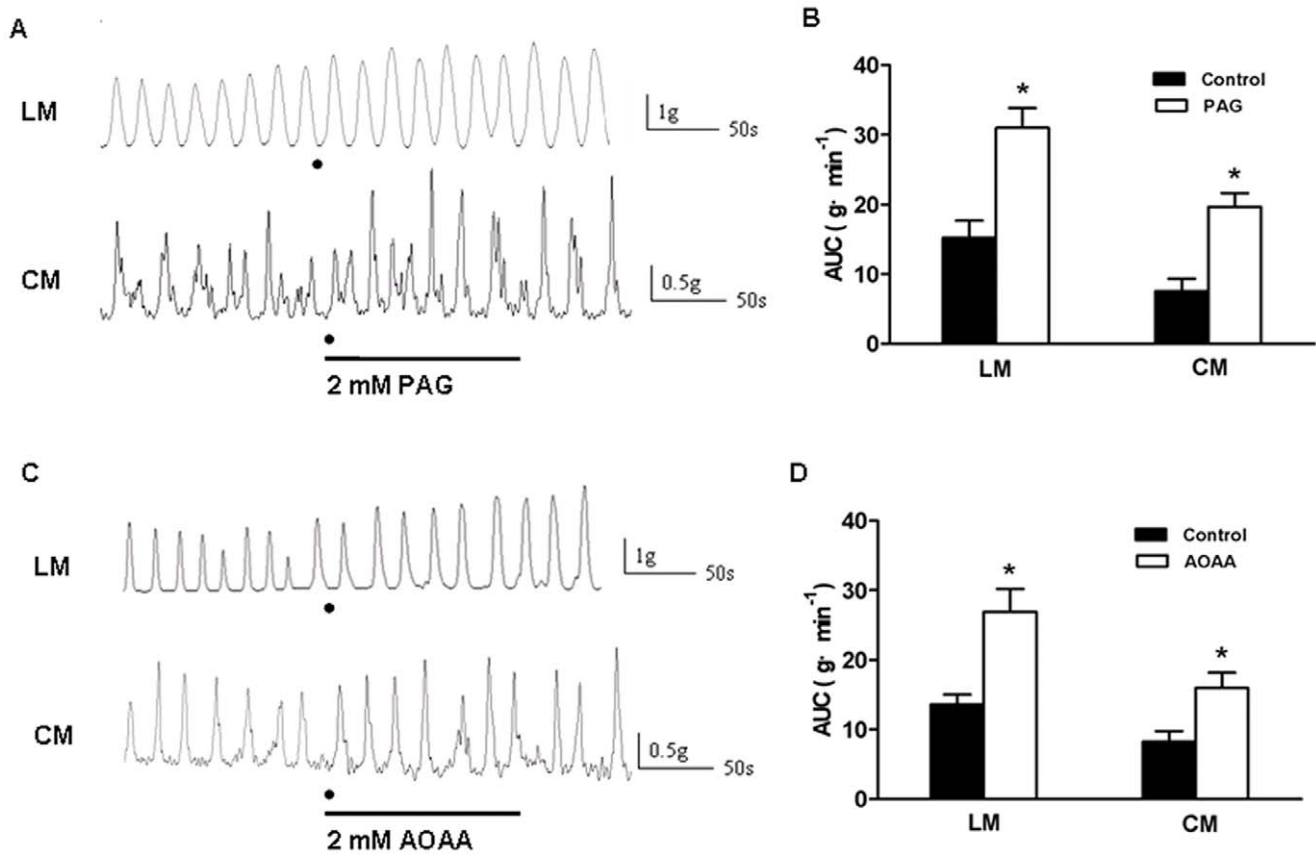 A
LM
1g
50s
CM
0.5g
50s
2 mM PAG
B
Control
PAG
AUC ( g· min⁻¹)
40
30
20
10
0
*
*
LM
CM
C
LM
1g
50s
CM
0.5g
50s
2 mM AOAA
D
Control
AOAA
AUC ( g· min⁻¹)
40
30
20
10
0
*
*
LM
CM